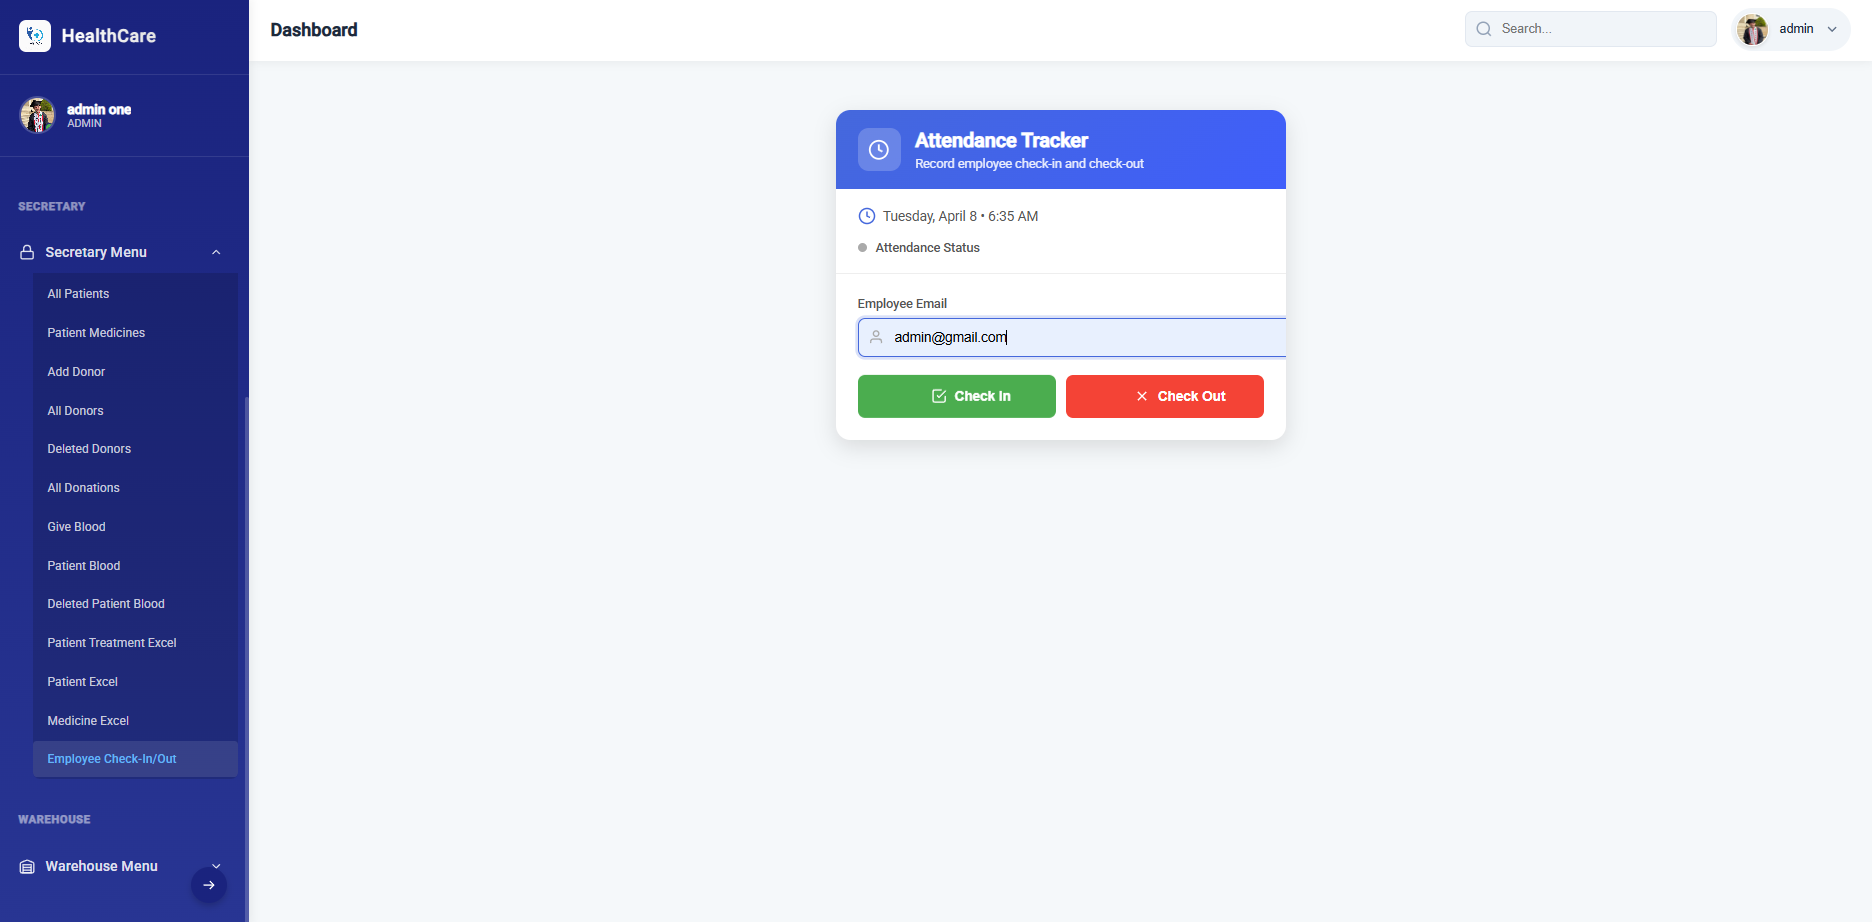 HealthCare
Dashboard
Search...
admin
admin one
ADMIN
SECRETARY
Secretary Menu
All Patients
Patient Medicines
Add Donor
All Donors
Deleted Donors
All Donations
Give Blood
Patient Blood
Deleted Patient Blood
Patient Treatment Excel
Patient Excel
Medicine Excel
Employee Check-In/Out
WAREHOUSE
Warehouse Menu
Attendance Tracker
Record employee check-in and check-out
Tuesday, April 8 • 6:35 AM
Attendance Status
Employee Email
admin@gmail.com
Check In
Check Out